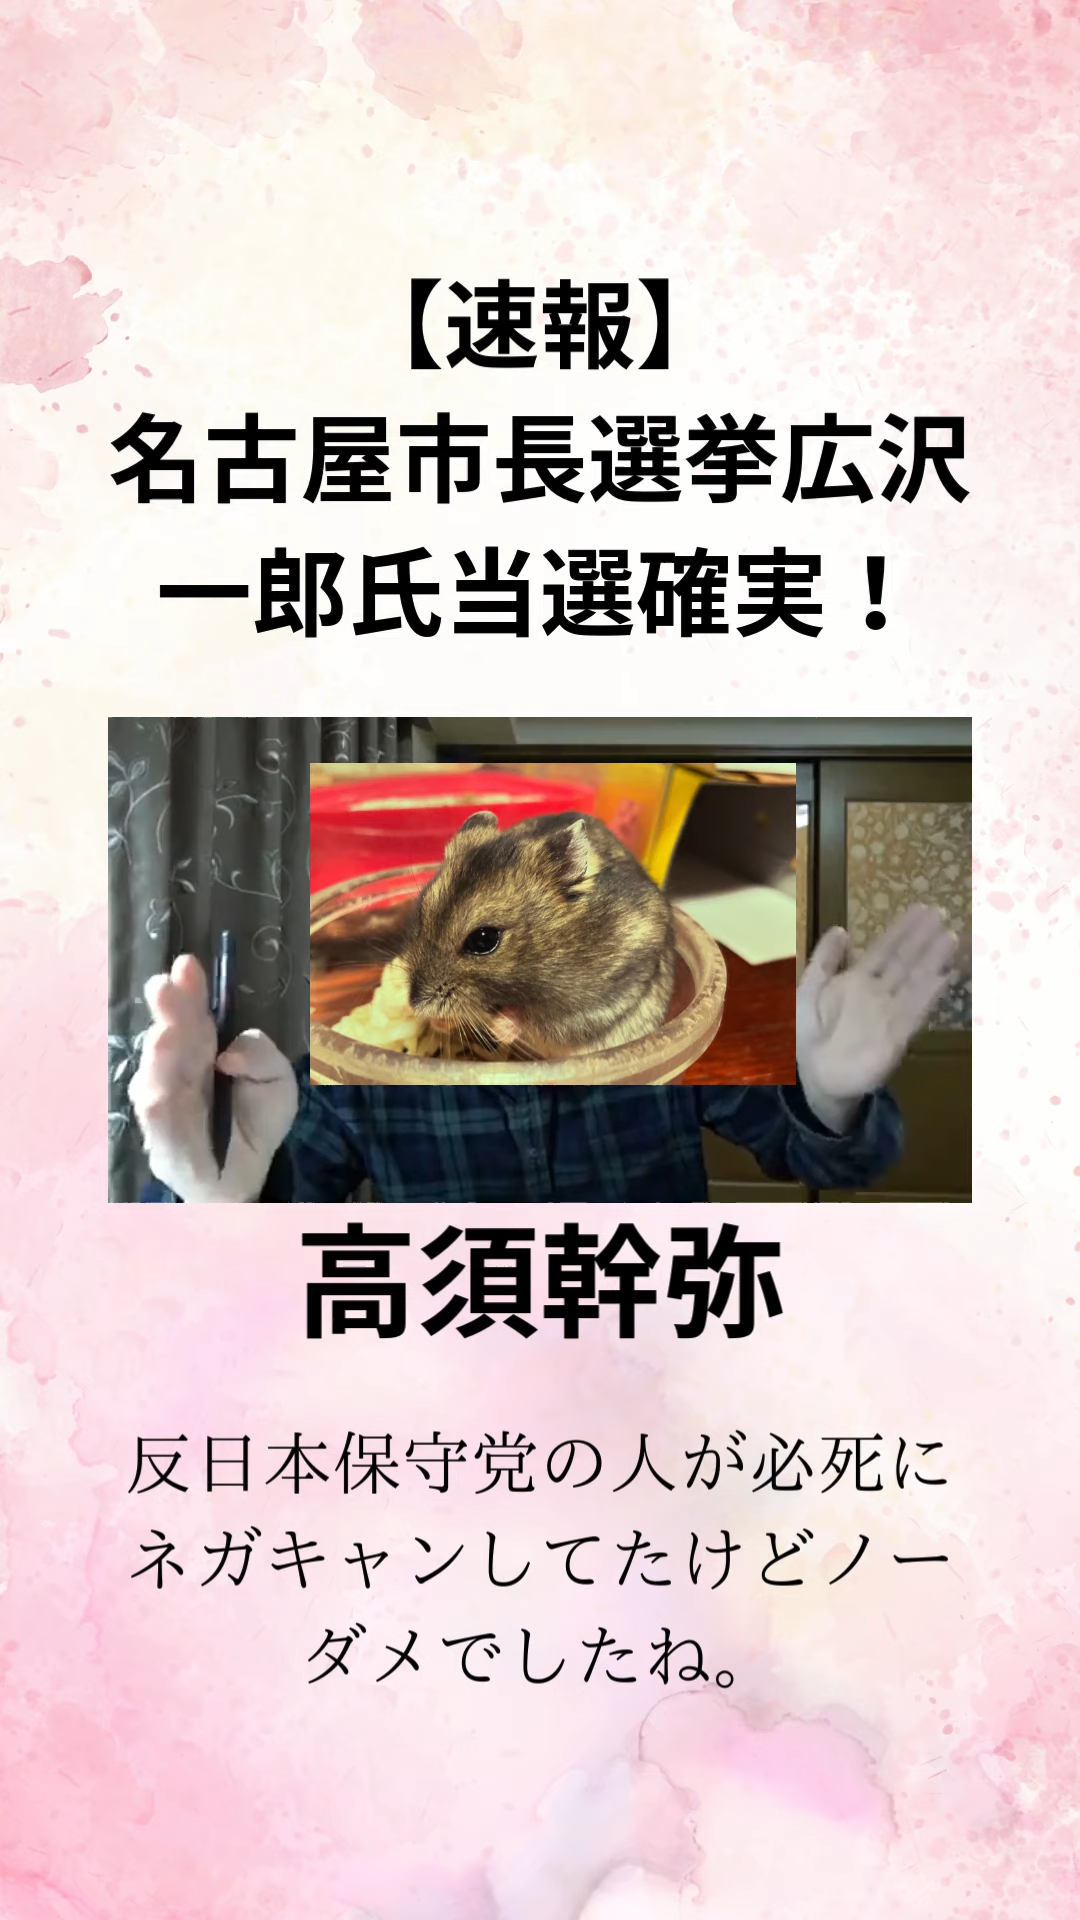 【速報】
名古屋市長選挙広沢
一郎氏当選確実！
高須幹弥
反日本保守党の人が必死に
ネガキャンしてたけどノー
ダメでしたね。